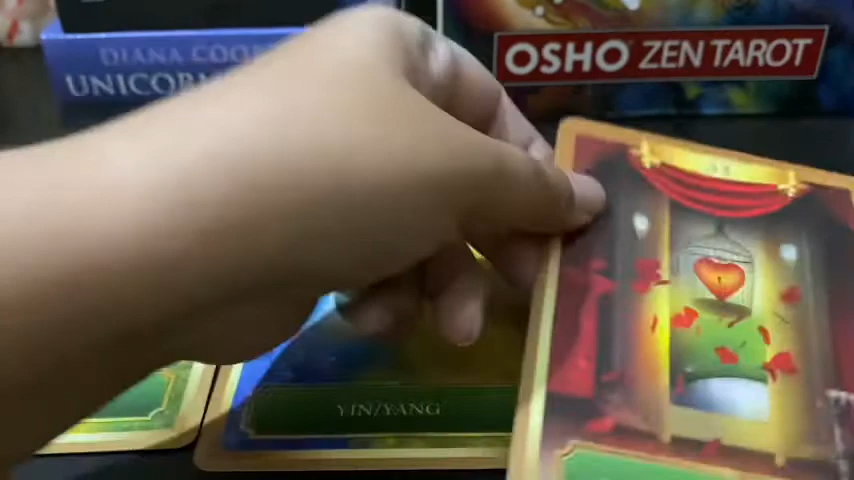 DIANA COOPER
UNICORN
OSHO ZEN TAROT
YIN/YANG